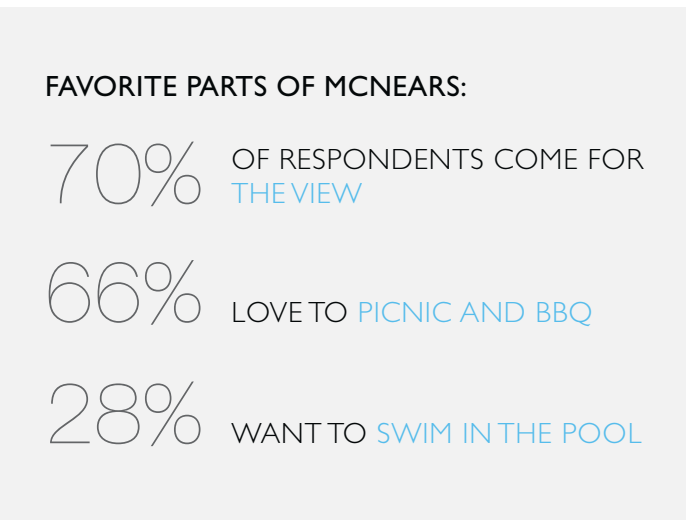 FAVORITE PARTS OF MCNEARS:
70% OF RESPONDENTS COME FOR
THE VIEW
66% LOVE TO PICNIC AND BBQ
28% WANT TO SWIM IN THE POOL